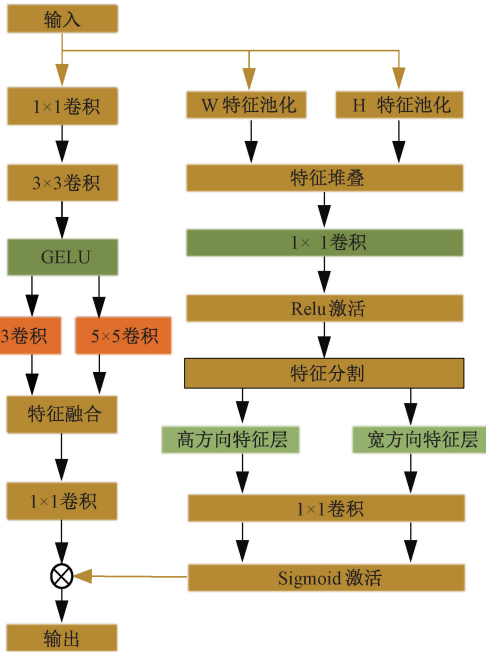 输入
1×1卷积
W 特征池化
H 特征池化
3×3卷积
特征堆叠
GELU
1× 1卷积
Relu 激活
3卷积
5×5卷积
特征分割
特征融合
高方向特征层
宽方向特征层
1×1卷积
1×1卷积
Sigmoid 激活
输出